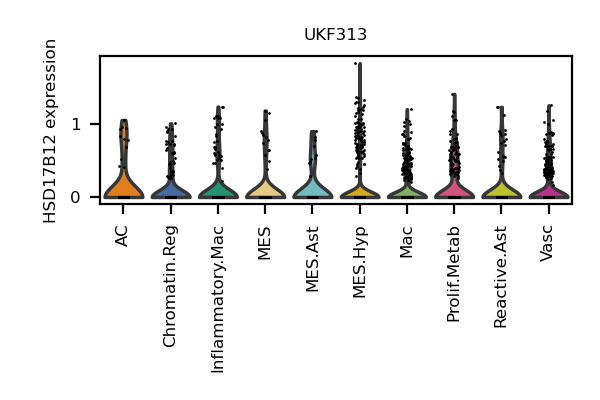 UKF313
HSD17B12 expression
1
0
AC
Chromatin.Reg
Inflammatory.Mac
MES
MES.Ast
MES.Hyp
Mac
Prolif.Metab
Reactive.Ast
Vasc